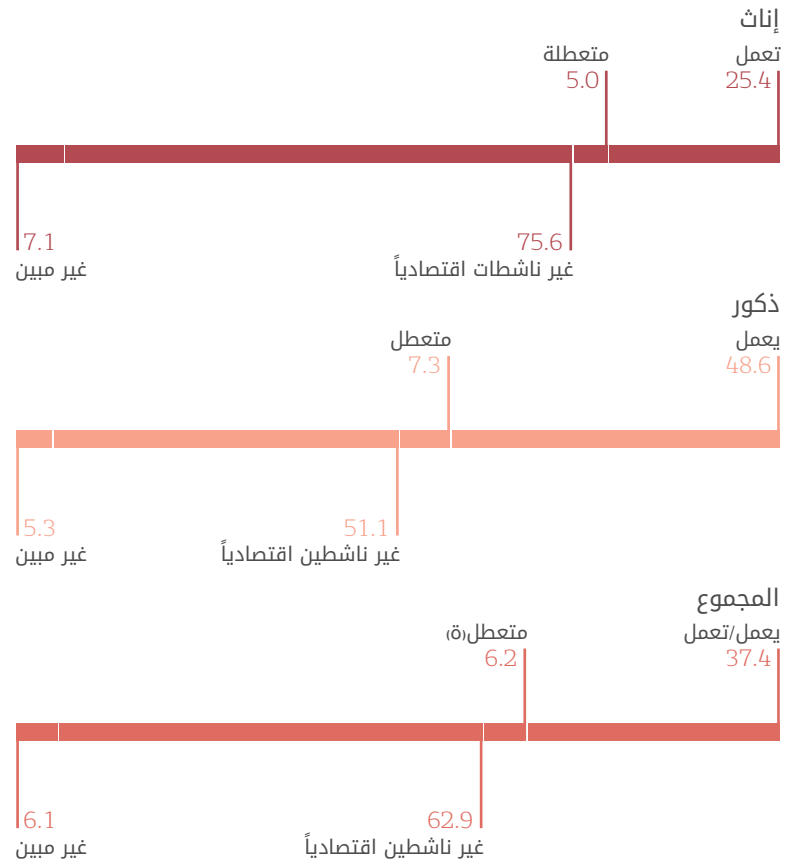 إناث
تعمل
متعطلة
25.4
5.0
75.6
7.1
غير ناشطات اقتصادياً
غير مبين
ذكور
يعمل
متعطل
48.6
7.3
51.1
5.3
غير ناشطين اقتصادياً
غير مبين
المجموع
يعمل/تعمل
متعطل(ة)
37.4
6.2
62.9
6.1
غير ناشطين اقتصادياً
غير مبين